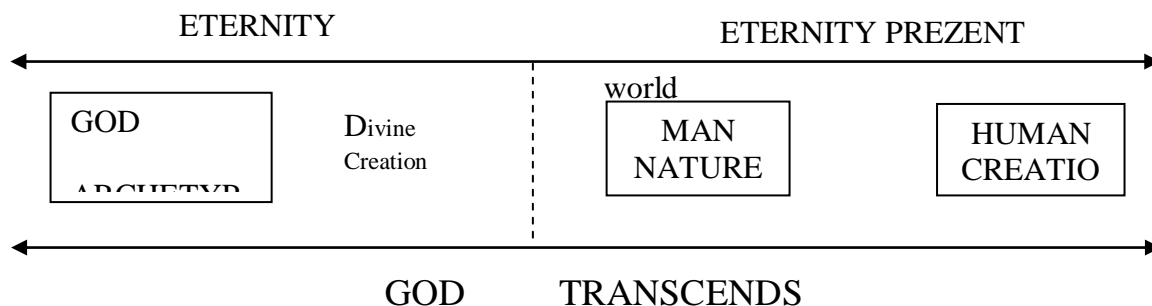 ETERNITY
ETERNITY PREZENT
world
GOD
Divine
Creation
MAN
NATURE
HUMAN
CREATIO
GOD TRANSCENDS